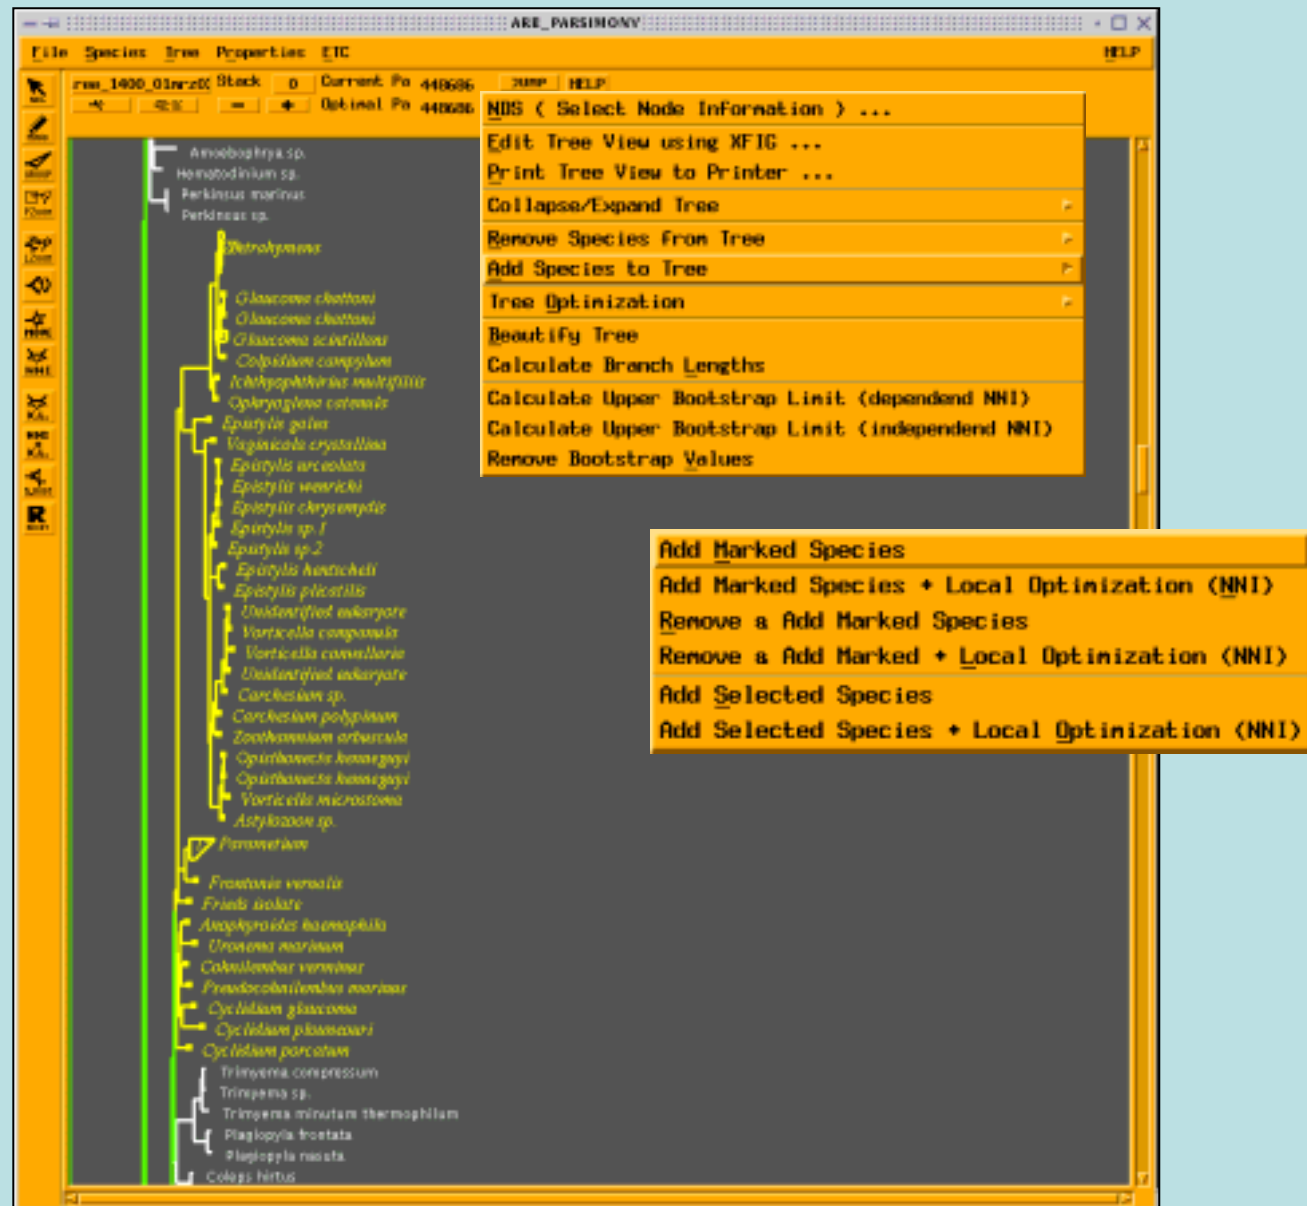 ARB_PARSIMONY
File Species Tree Properties ETC HELP
Stack 0 Current Pa 448686 JUMP HELP
Optimal Pa 448686
NDS ( Select Node Information ) ...
Edit Tree View using XFIG ...
Print Tree View to Printer ...
Collapse/Expand Tree
Remove Species from Tree
Add Species to Tree
Tree Optimization
Beautify Tree
Calculate Branch Lengths
Calculate Upper Bootstrap Limit (dependend NNI)
Calculate Upper Bootstrap Limit (independend NNI)
Remove Bootstrap Values
Add Marked Species
Add Marked Species + Local Optimization (NNI)
Remove & Add Marked Species
Remove & Add Marked + Local Optimization (NNI)
Add Selected Species
Add Selected Species + Local Optimization (NNI)
Amoebophrya sp.
Hematodinium sp.
Perkinsus marinus
Perkinsus sp.
Tetrahymena
Glaucoma chattoni
Glaucoma chattoni
Glaucoma scintillans
Colpidium campylum
Ichthyophthirius multifiliis
Ophryoglena catenula
Epistylis galea
Vaginicola crystallina
Epistylis urceolata
Epistylis wenrichi
Epistylis chrysemydis
Epistylis sp.1
Epistylis sp.2
Epistylis hentscheli
Epistylis plicatilis
Unidentified eukaryote
Vorticella campanula
Vorticella convallaria
Unidentified eukaryote
Carchesium sp.
Carchesium polypinum
Zoothamnium arbuscula
Opisthonecta henneguyi
Opisthonecta henneguyi
Vorticella microstoma
Astylozoon sp.
Paramecium
Frontonia vernalis
Frieds isolate
Anophyroides haemophila
Uronema marinum
Cohnilembus verminus
Pseudocohnilembus marinus
Cyclidium glaucoma
Cyclidium plouneouri
Cyclidium porcatum
Trimyema compressum
Trimyema sp.
Trimyema minutum thermophilum
Plagiopyla frontata
Plagiopyla nasuta
Coleps hirtus